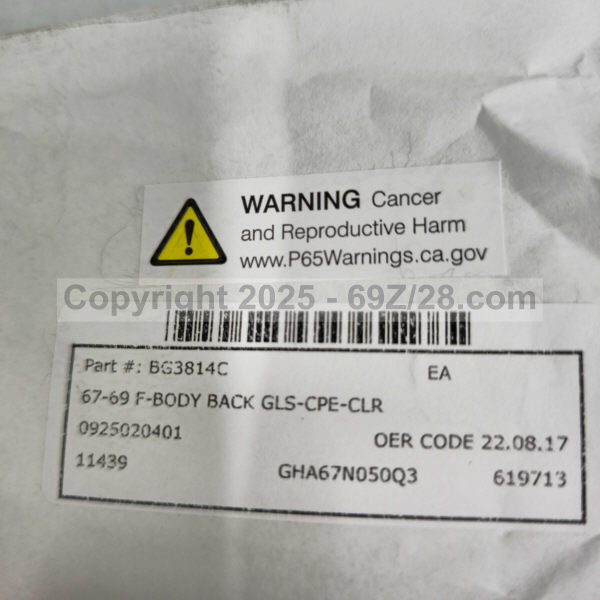 WARNING Cancer
and Reproductive Harm
www.P65Warnings.ca.gov
Copyright 2025 - 69Z/28.com
Part #: BG3814C EA
67-69 F-BODY BACK GLS-CPE-CLR
0925020401 OER CODE 22.08.17
11439 GHA67N050Q3 619713